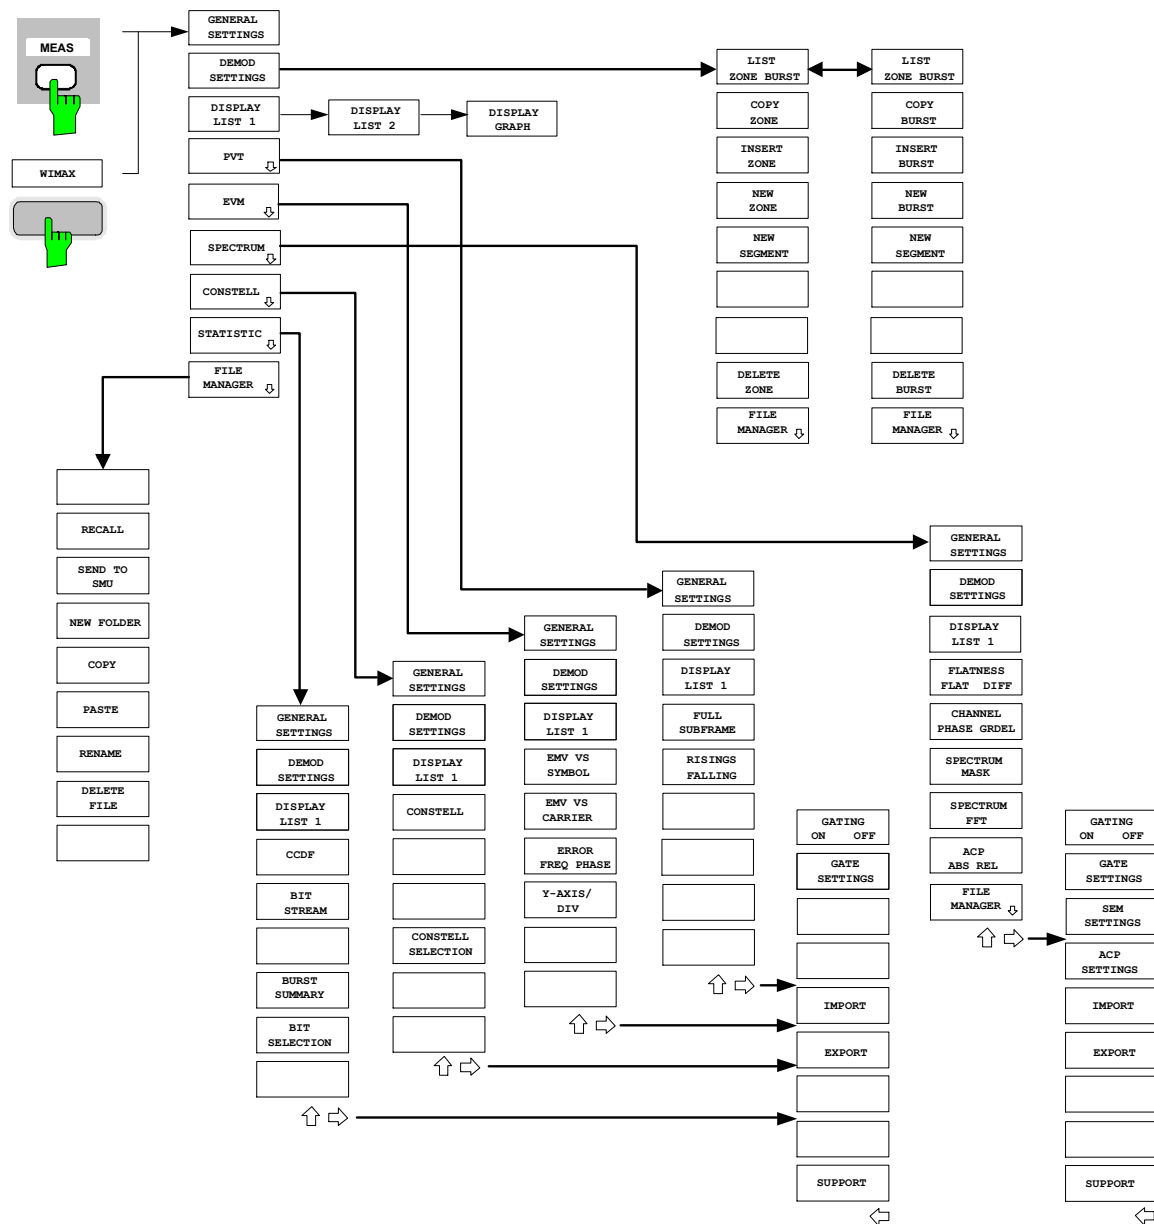 MEAS
WIMAX
GENERAL
SETTINGS
DEMOD
SETTINGS
DISPLAY
LIST 1
DISPLAY
LIST 2
DISPLAY
GRAPH
PVT
EVM
SPECTRUM
CONSTELL
STATISTIC
FILE
MANAGER
LIST
ZONE BURST
COPY
ZONE
INSERT
ZONE
NEW
ZONE
NEW
SEGMENT
DELETE
ZONE
FILE
MANAGER
LIST
ZONE BURST
COPY
BURST
INSERT
BURST
NEW
BURST
NEW
SEGMENT
DELETE
BURST
FILE
MANAGER
RECALL
SEND TO
SMU
NEW FOLDER
COPY
PASTE
RENAME
DELETE
FILE
GENERAL
SETTINGS
DEMOD
SETTINGS
DISPLAY
LIST 1
CCDF
BIT
STREAM
BURST
SUMMARY
BIT
SELECTION
GENERAL
SETTINGS
DEMOD
SETTINGS
DISPLAY
LIST 1
CONSTELL
CONSTELL
SELECTION
GENERAL
SETTINGS
DEMOD
SETTINGS
DISPLAY
LIST 1
EMV VS
SYMBOL
EMV VS
CARRIER
ERROR
FREQ PHASE
Y-AXIS/
DIV
GENERAL
SETTINGS
DEMOD
SETTINGS
DISPLAY
LIST 1
FULL
SUBFRAME
RISINGS
FALLING
GATING
ON OFF
GATE
SETTINGS
IMPORT
EXPORT
SUPPORT
GENERAL
SETTINGS
DEMOD
SETTINGS
DISPLAY
LIST 1
FLATNESS
FLAT DIFF
CHANNEL
PHASE GRDEL
SPECTRUM
MASK
SPECTRUM
FFT
ACP
ABS REL
FILE
MANAGER
GATING
ON OFF
GATE
SETTINGS
SEM
SETTINGS
ACP
SETTINGS
IMPORT
EXPORT
SUPPORT